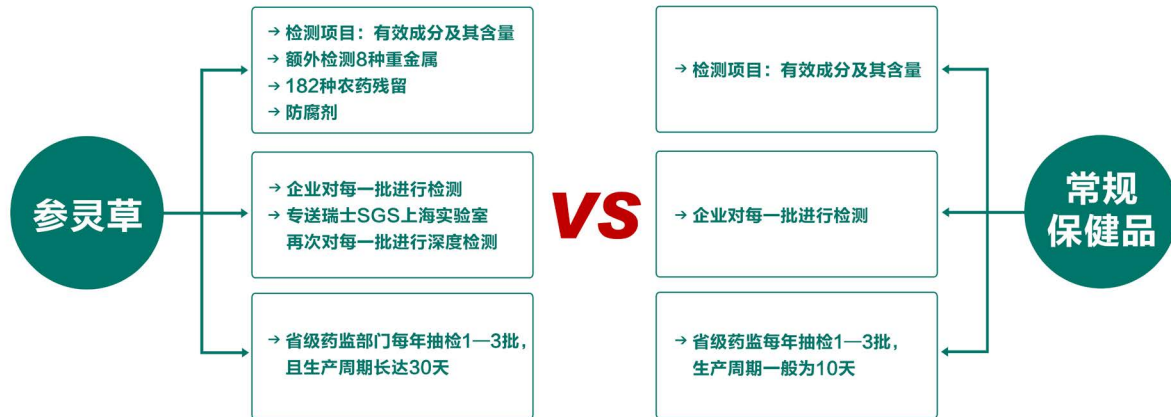 参灵草
→ 检测项目：有效成分及其含量
→ 额外检测8种重金属
→ 182种农药残留
→ 防腐剂
→ 企业对每一批进行检测
→ 专送瑞士SGS上海实验室
再次对每一批进行深度检测
→ 省级药监部门每年抽检1—3批，
且生产周期长达30天
VS
→ 检测项目：有效成分及其含量
→ 企业对每一批进行检测
→ 省级药监每年抽检1—3批，
生产周期一般为10天
常规
保健品